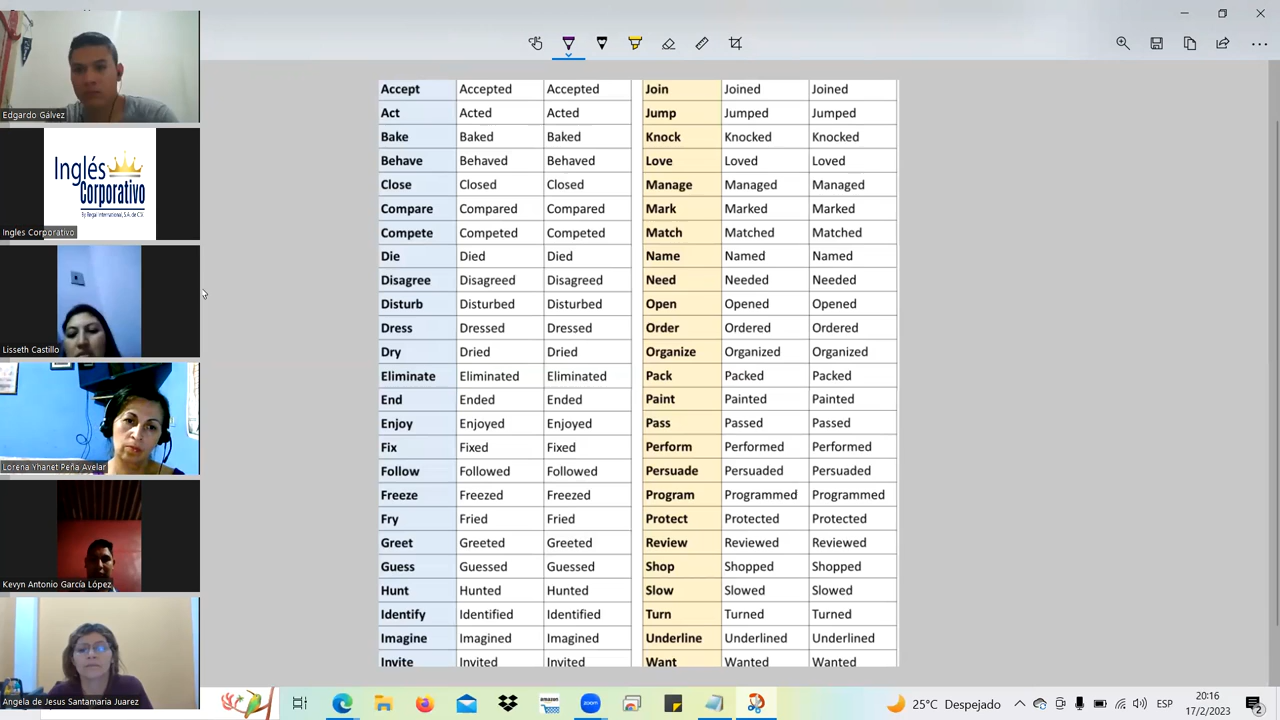 Edgardo Gálvez
Inglés
Corporativo
By Regal International, S.A. de C.V.
Ingles Corporativo
Lisseth Castillo
Lorena Yhanet Peña Avelar
Kevyn Antonio García López
Angela de Jesus Santamaria Juarez
Accept Accepted Accepted Join Joined Joined
Act Acted Acted Jump Jumped Jumped
Bake Baked Baked Knock Knocked Knocked
Behave Behaved Behaved Love Loved Loved
Close Closed Closed Manage Managed Managed
Compare Compared Compared Mark Marked Marked
Compete Competed Competed Match Matched Matched
Die Died Died Name Named Named
Disagree Disagreed Disagreed Need Needed Needed
Disturb Disturbed Disturbed Open Opened Opened
Dress Dressed Dressed Order Ordered Ordered
Dry Dried Dried Organize Organized Organized
Eliminate Eliminated Eliminated Pack Packed Packed
End Ended Ended Paint Painted Painted
Enjoy Enjoyed Enjoyed Pass Passed Passed
Fix Fixed Fixed Perform Performed Performed
Follow Followed Followed Persuade Persuaded Persuaded
Freeze Freezed Freezed Program Programmed Programmed
Fry Fried Fried Protect Protected Protected
Greet Greeted Greeted Review Reviewed Reviewed
Guess Guessed Guessed Shop Shopped Shopped
Hunt Hunted Hunted Slow Slowed Slowed
Identify Identified Identified Turn Turned Turned
Imagine Imagined Imagined Underline Underlined Underlined
Invite Invited Invited Want Wanted Wanted
amazon
zoom
25°C Despejado
ESP
20:16
17/2/2023
2